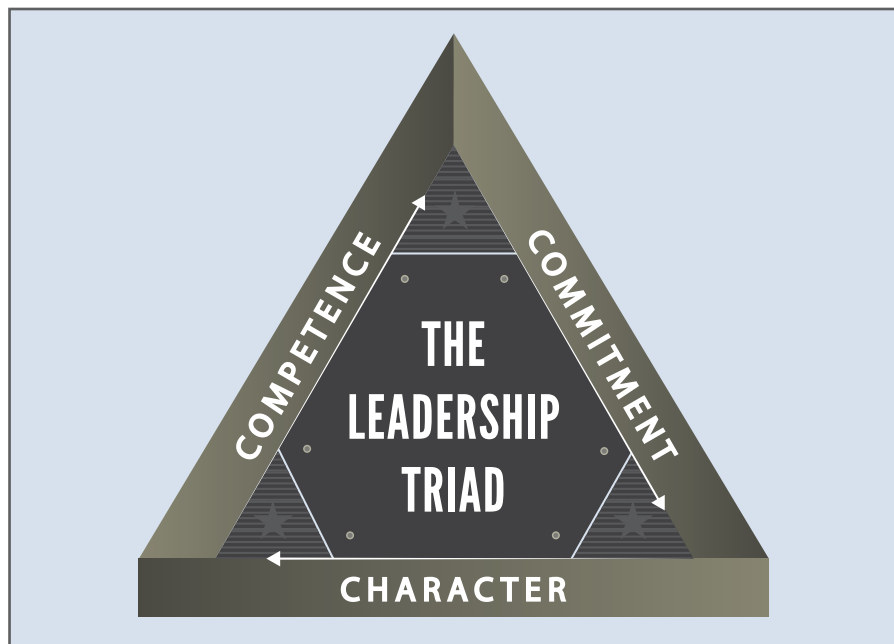 COMPETENCE
COMMITMENT
THE
LEADERSHIP
TRIAD
CHARACTER